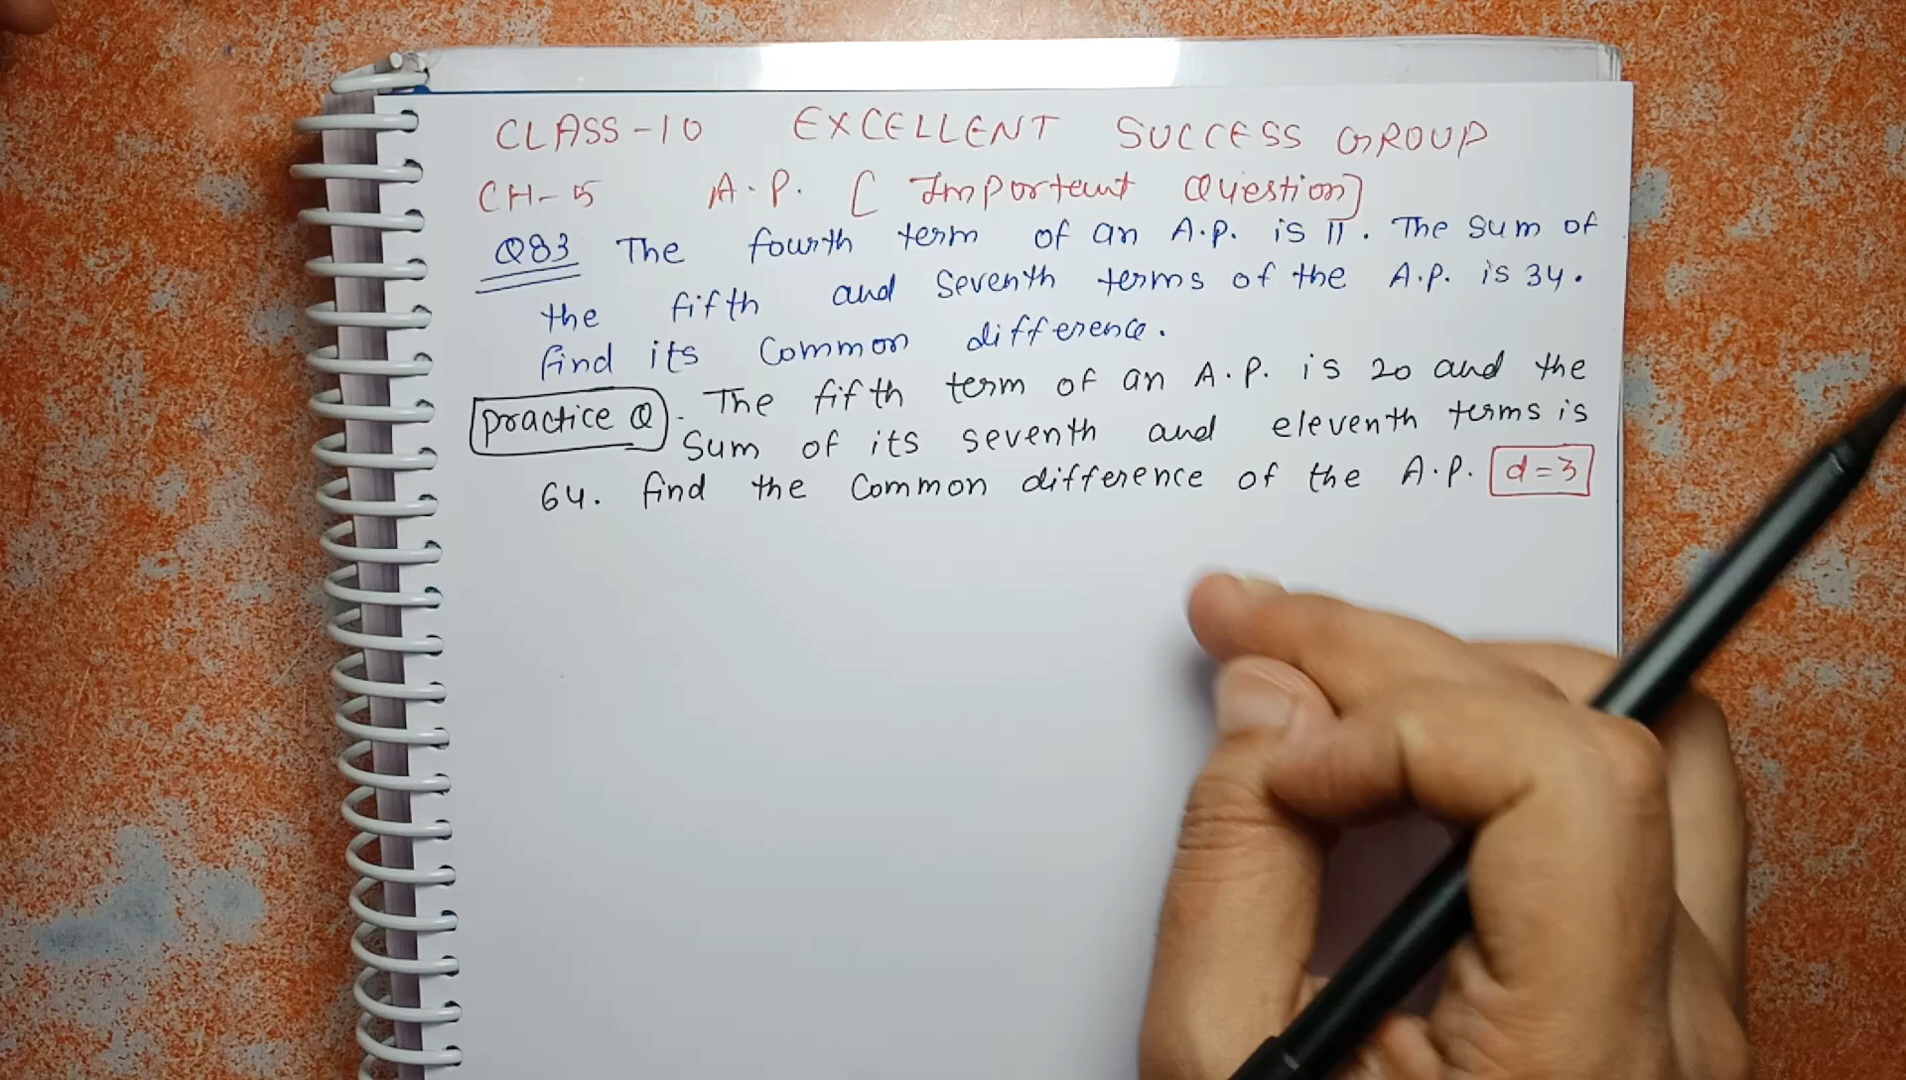 CLASS-10 EXCELLENT SUCCESS GROUP
CH-5 A.P. [Importent Question]
Q83 The fourth term of an A.P. is 11. The sum of
the fifth and seventh terms of the A.P. is 34.
find its common difference.
Practice Q. The fifth term of an A.P. is 20 and the
sum of its seventh and eleventh terms is
64. find the common difference of the A.P. d=3